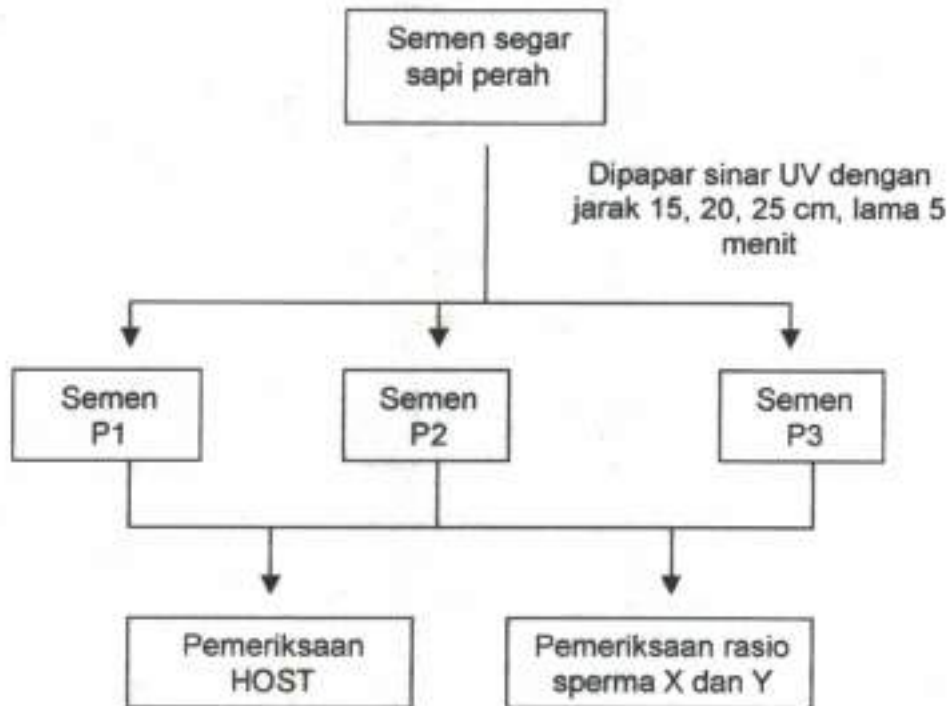 Semen segar
sapi perah
Dipapar sinar UV dengan
jarak 15, 20, 25 cm, lama 5
menit
Semen
P1
Semen
P2
Semen
P3
Pemeriksaan
HOST
Pemeriksaan rasio
sperma X dan Y